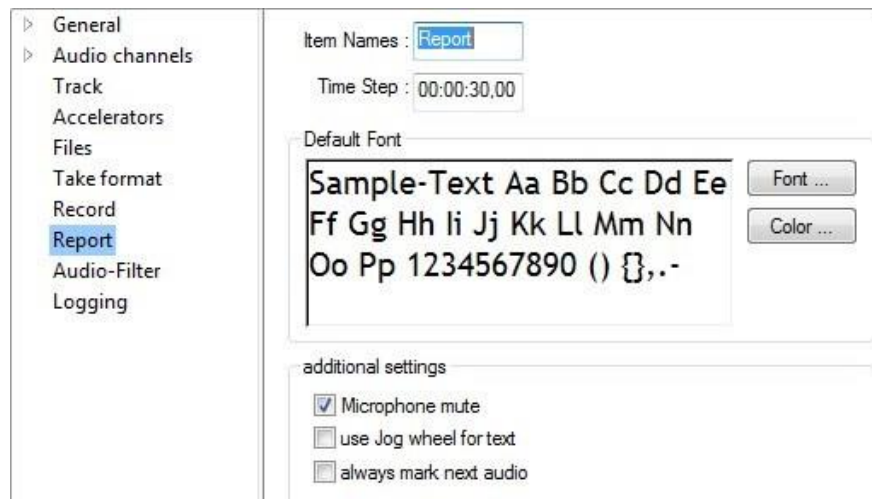 General
Audio channels
Track
Accelerators
Files
Take format
Record
Report
Audio-Filter
Logging
Item Names : Report
Time Step : 00:00:30,00
Default Font
Sample-Text Aa Bb Cc Dd Ee
Ff Gg Hh Ii Jj Kk Ll Mm Nn
Oo Pp 1234567890 () {},.-
Font ...
Color ...
additional settings
Microphone mute
use Jog wheel for text
always mark next audio